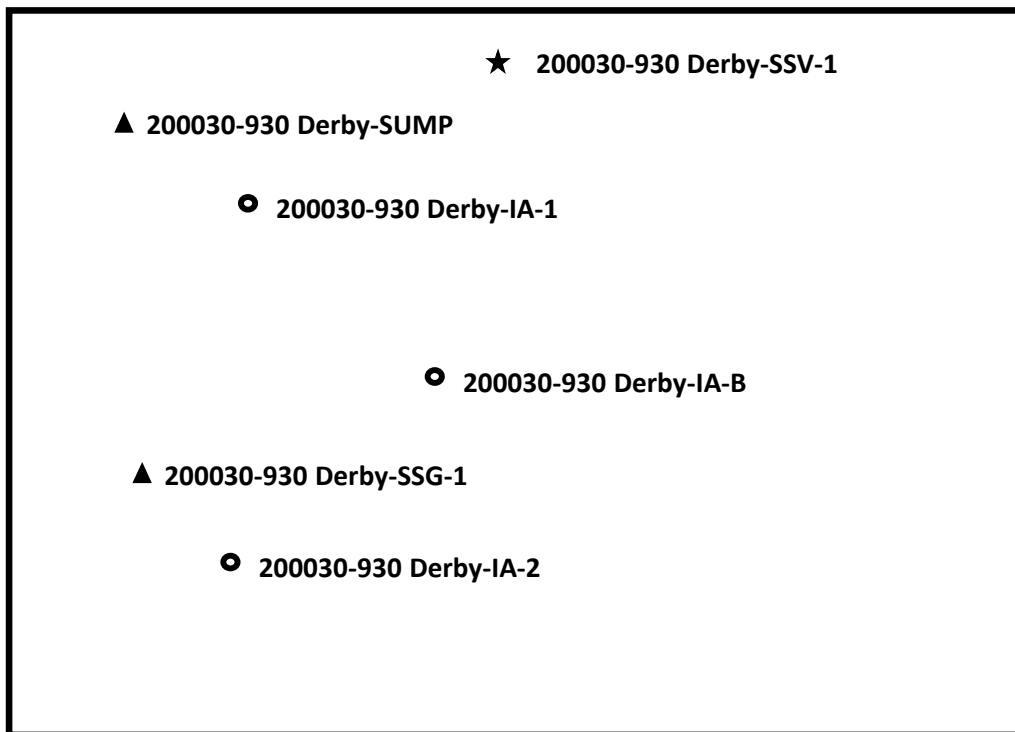 200030-930 Derby-SSV-1
200030-930 Derby-SUMP
200030-930 Derby-IA-1
200030-930 Derby-IA-B
200030-930 Derby-SSG-1
200030-930 Derby-IA-2